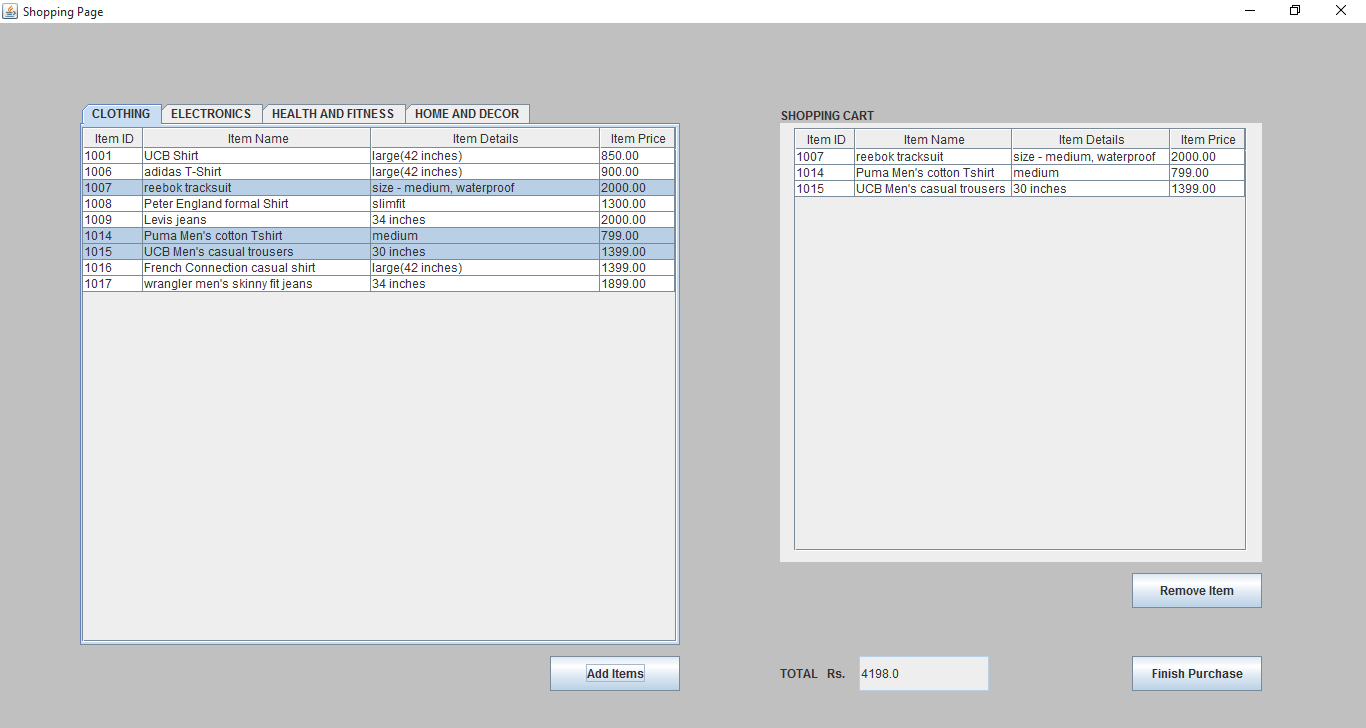 Shopping Page
CLOTHING ELECTRONICS HEALTH AND FITNESS HOME AND DECOR
Item ID Item Name Item Details Item Price
1001 UCB Shirt large(42 inches) 850.00
1006 adidas T-Shirt large(42 inches) 900.00
1007 reebok tracksuit size - medium, waterproof 2000.00
1008 Peter England formal Shirt slimfit 1300.00
1009 Levis jeans 34 inches 2000.00
1014 Puma Men's cotton Tshirt medium 799.00
1015 UCB Men's casual trousers 30 inches 1399.00
1016 French Connection casual shirt large(42 inches) 1399.00
1017 wrangler men's skinny fit jeans 34 inches 1899.00
Add Items
SHOPPING CART
Item ID Item Name Item Details Item Price
1007 reebok tracksuit size - medium, waterproof 2000.00
1014 Puma Men's cotton Tshirt medium 799.00
1015 UCB Men's casual trousers 30 inches 1399.00
Remove Item
TOTAL Rs. 4198.0
Finish Purchase